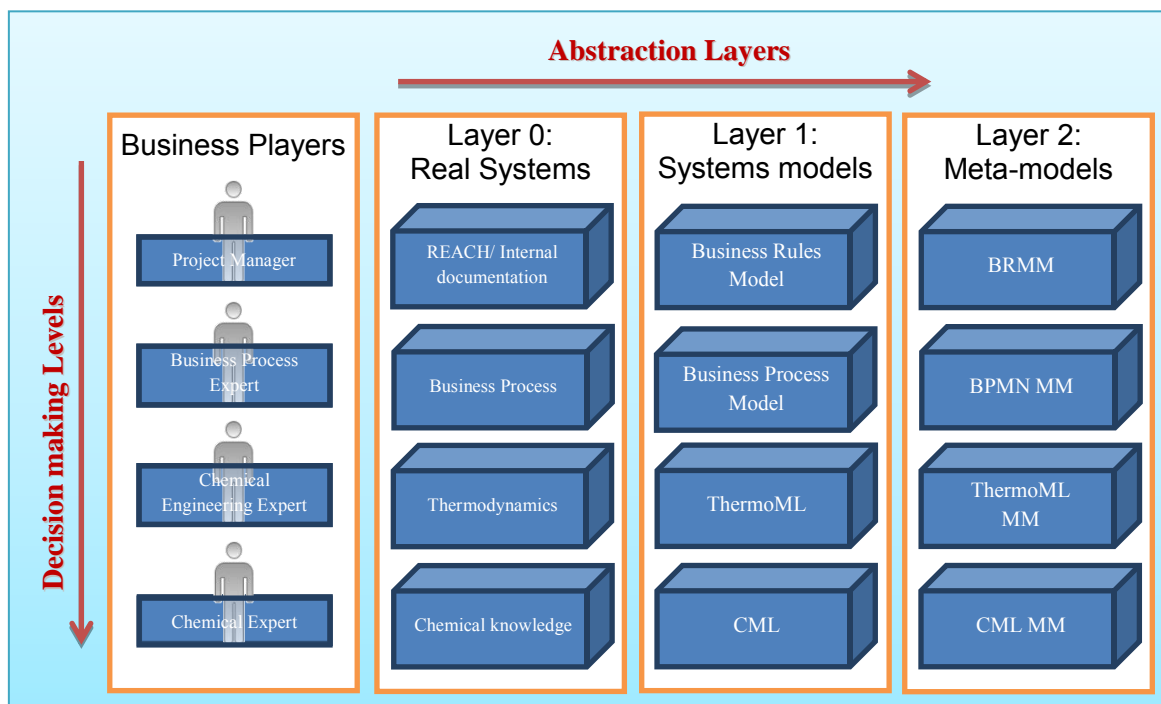 Abstraction Layers
Decision making Levels
Business Players
Project Manager
Business Process
Expert
Chemical
Engineering Expert
Chemical Expert
Layer 0:
Real Systems
REACH/ Internal
documentation
Business Process
Thermodynamics
Chemical knowledge
Layer 1:
Systems models
Business Rules
Model
Business Process
Model
ThermoML
CML
Layer 2:
Meta-models
BRMM
BPMN MM
ThermoML
MM
CML MM